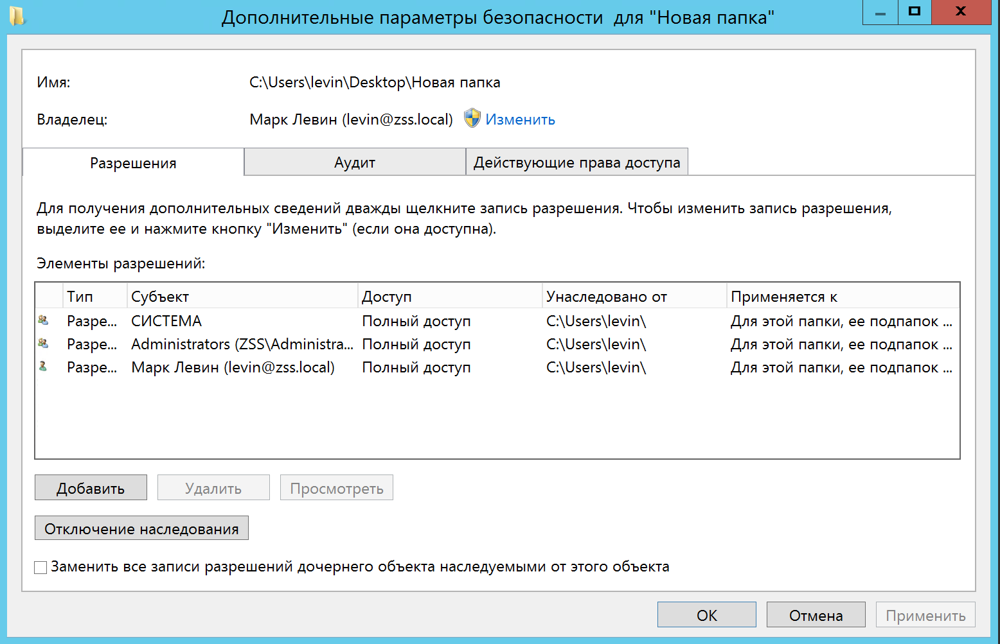 Дополнительные параметры безопасности для "Новая папка"
Имя: C:\Users\levin\Desktop\Новая папка
Владелец: Марк Левин (levin@zss.local) Изменить
Разрешения Аудит Действующие права доступа
Для получения дополнительных сведений дважды щелкните запись разрешения. Чтобы изменить запись разрешения,
выделите ее и нажмите кнопку "Изменить" (если она доступна).
Элементы разрешений:
Тип Субъект Доступ Унаследовано от Применяется к
Разре... СИСТЕМА Полный доступ C:\Users\levin\ Для этой папки, ее подпапок ...
Разре... Administrators (ZSS\Administra... Полный доступ C:\Users\levin\ Для этой папки, ее подпапок ...
Разре... Марк Левин (levin@zss.local) Полный доступ C:\Users\levin\ Для этой папки, ее подпапок ...
Добавить Удалить Просмотреть
Отключение наследования
Заменить все записи разрешений дочернего объекта наследуемыми от этого объекта
ОК Отмена Применить